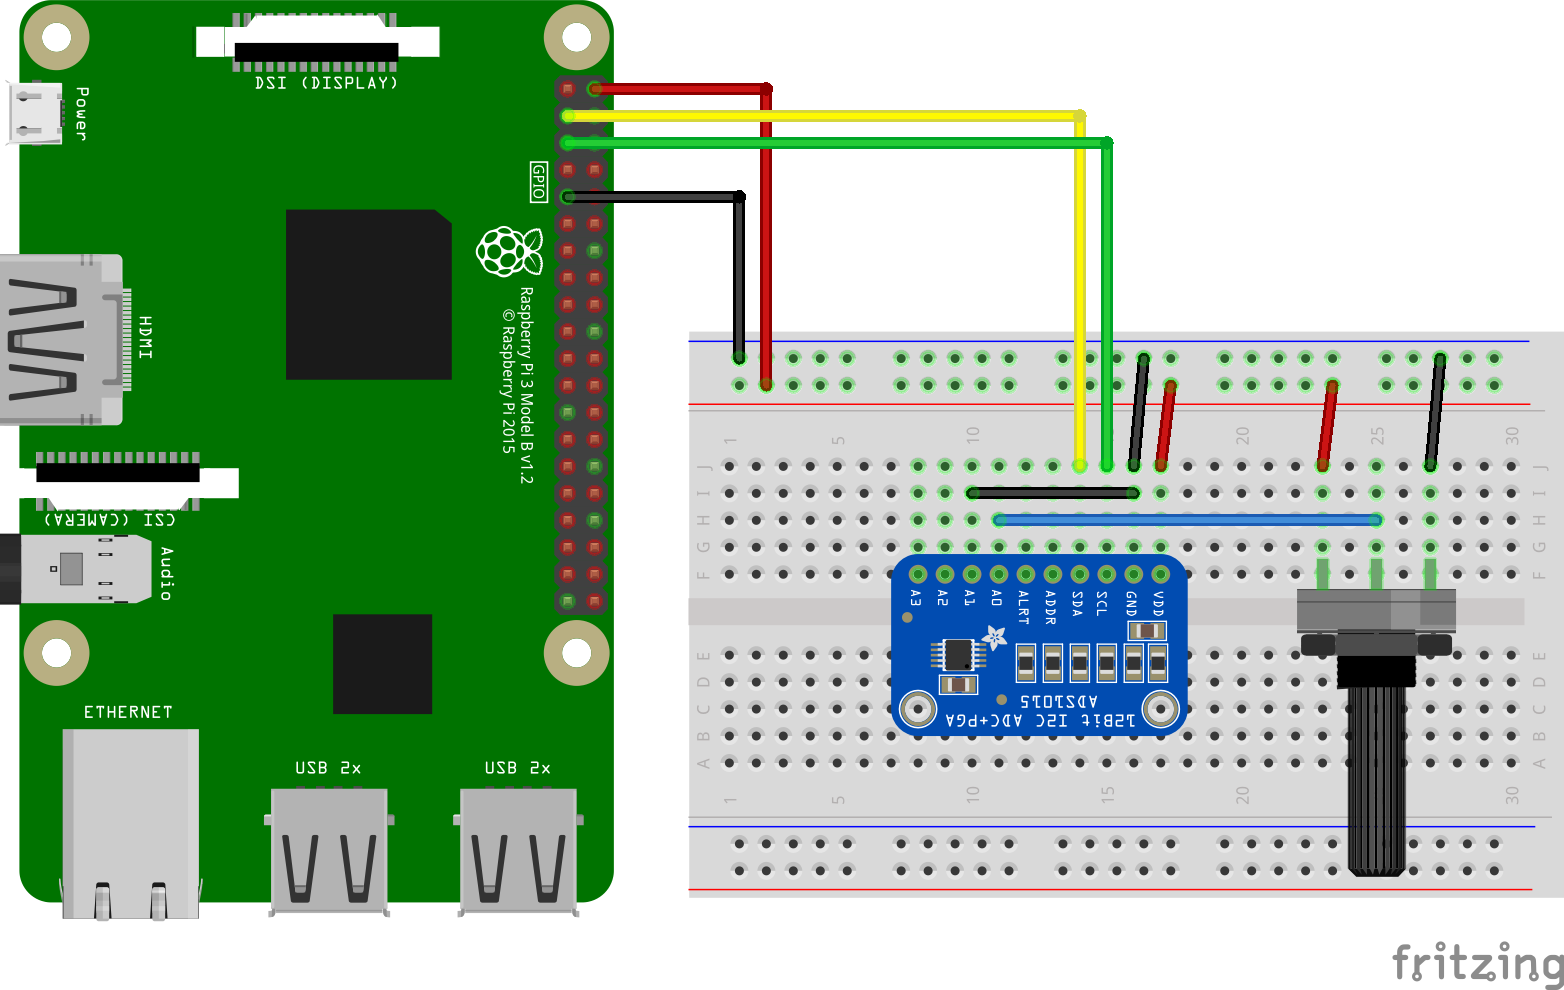 DSI (DISPLAY)
Power
GPIO
Raspberry Pi 3 Model B v1.2
© Raspberry Pi 2015
HDMI
CSI (CAMERA)
Audio
ETHERNET
USB 2x
USB 2x
1 5 10 15 20 25 30
J J
I I
H H
G G
F F
A3 A2 A1 A0 ALRT ADDR SDA SCL GND VDD
E E
D D
C C
B B
A A
ADS1015
12Bit I2C ADC+PGA
1 5 10 15 20 25 30
fritzing